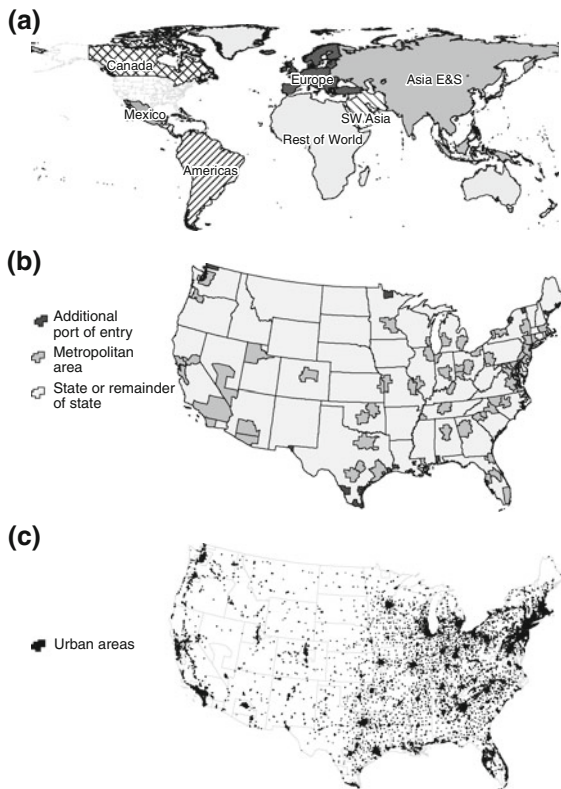 (a)
Canada
Europe
Asia E&S
Mexico
SW Asia
Rest of World
Americas
(b)
Additional
port of entry
Metropolitan
area
State or remainder
of state
(c)
Urban areas